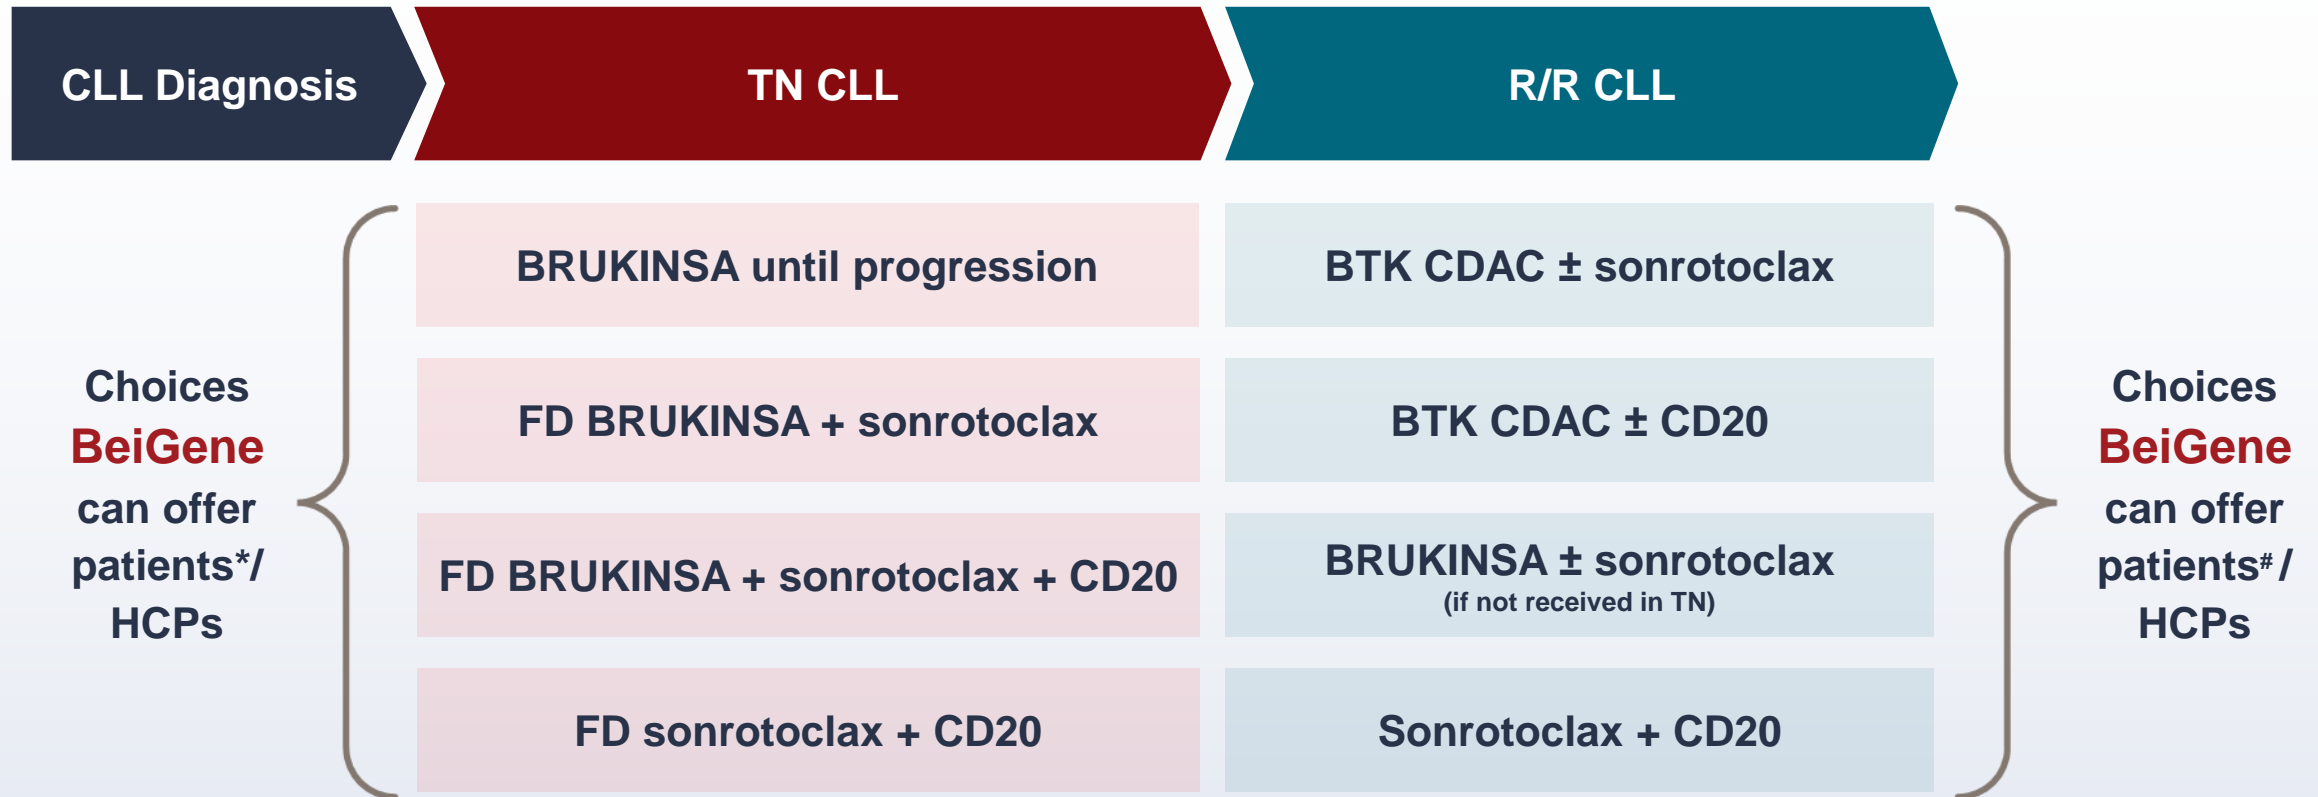 CLL Diagnosis
TN CLL
R/R CLL
Choices
BeiGene
can offer
patients*/
HCPs
BRUKINSA until progression
BTK CDAC ± sonrotoclax
FD BRUKINSA + sonrotoclax
BTK CDAC ± CD20
FD BRUKINSA + sonrotoclax + CD20
BRUKINSA ± sonrotoclax
(if not received in TN)
FD sonrotoclax + CD20
Sonrotoclax + CD20
Choices
BeiGene
can offer
patients#/
HCPs